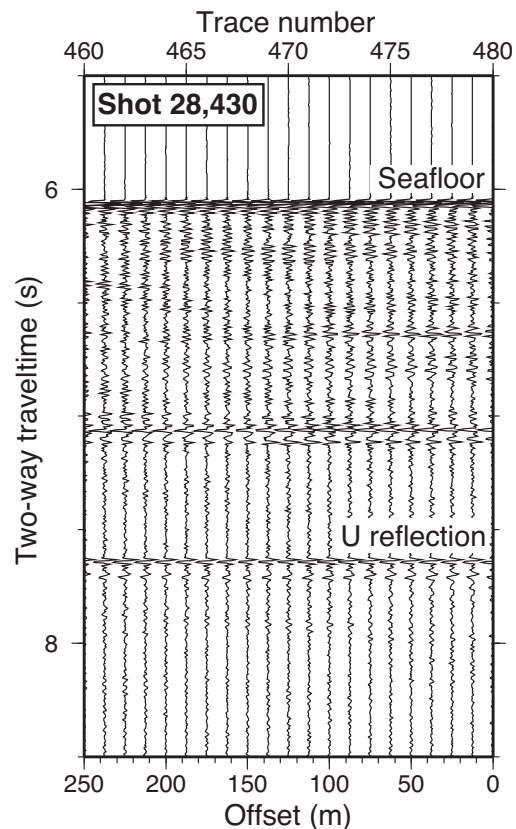 Trace number
460 465 470 475 480
Shot 28,430
Seafloor
6
Two-way traveltime (s)
U reflection
8
250 200 150 100 50 0
Offset (m)